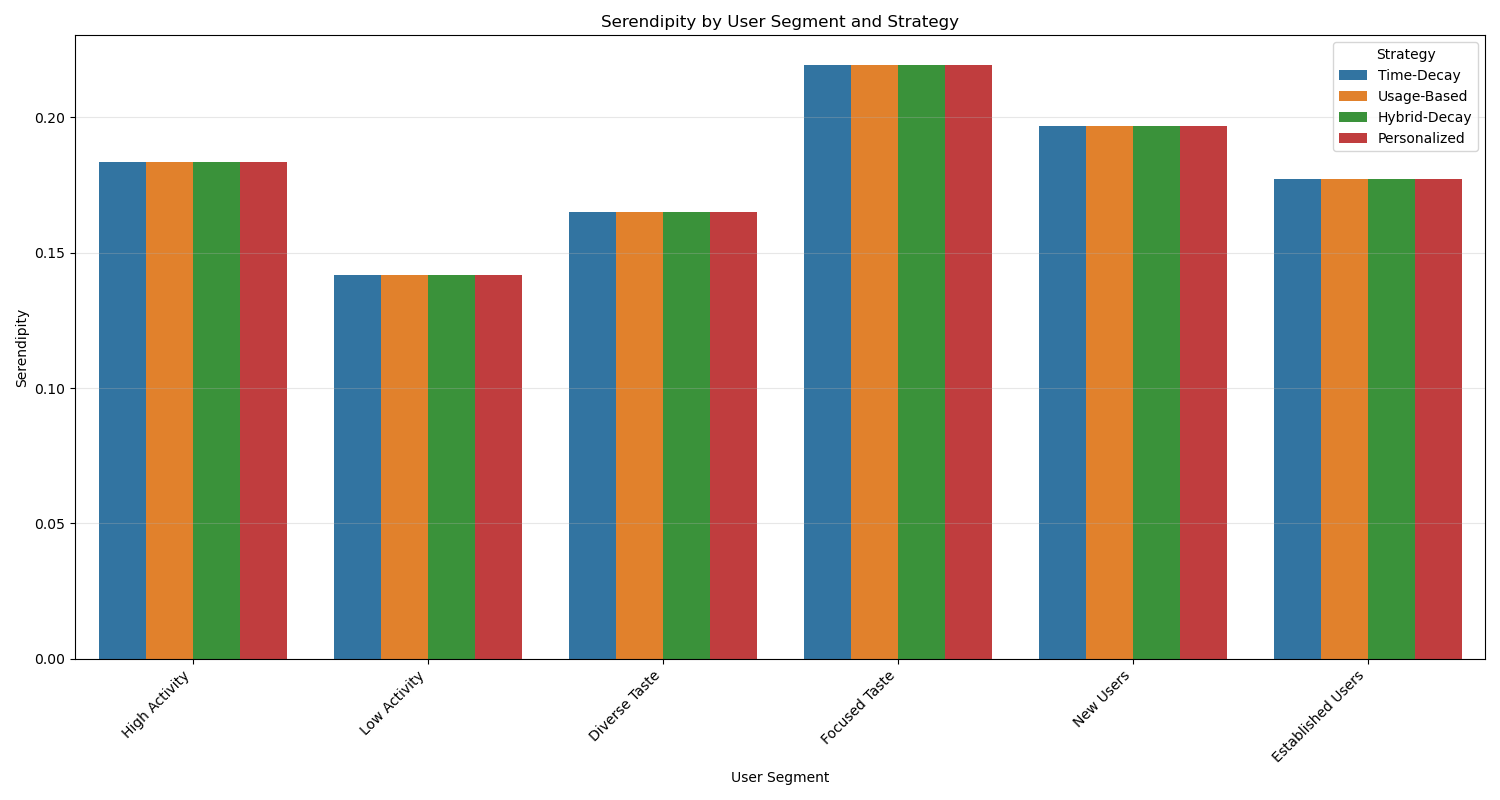 Serendipity by User Segment and Strategy
Strategy
Time-Decay
Usage-Based
Hybrid-Decay
Personalized
Serendipity
0.20
0.15
0.10
0.05
0.00
High Activity
Low Activity
Diverse Taste
Focused Taste
New Users
Established Users
User Segment